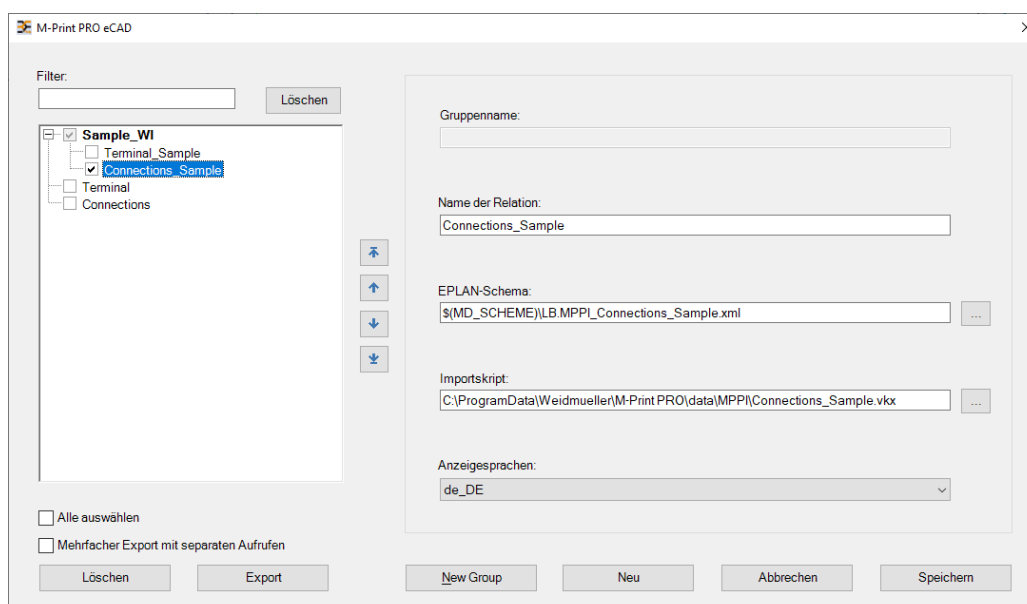 M-Print PRO eCAD
Filter:
Löschen
Sample_WI
Terminal_Sample
Connections_Sample
Terminal
Connections
Alle auswählen
Mehrfacher Export mit separaten Aufrufen
Löschen
Export
Gruppenname:
Name der Relation:
Connections_Sample
EPLAN-Schema:
$(MD_SCHEME)\LB.MPPI_Connections_Sample.xml
...
Importskript:
C:\ProgramData\Weidmueller\M-Print PRO\data\MPPI\Connections_Sample.vkx
...
Anzeigesprachen:
de_DE
New Group
Neu
Abbrechen
Speichern